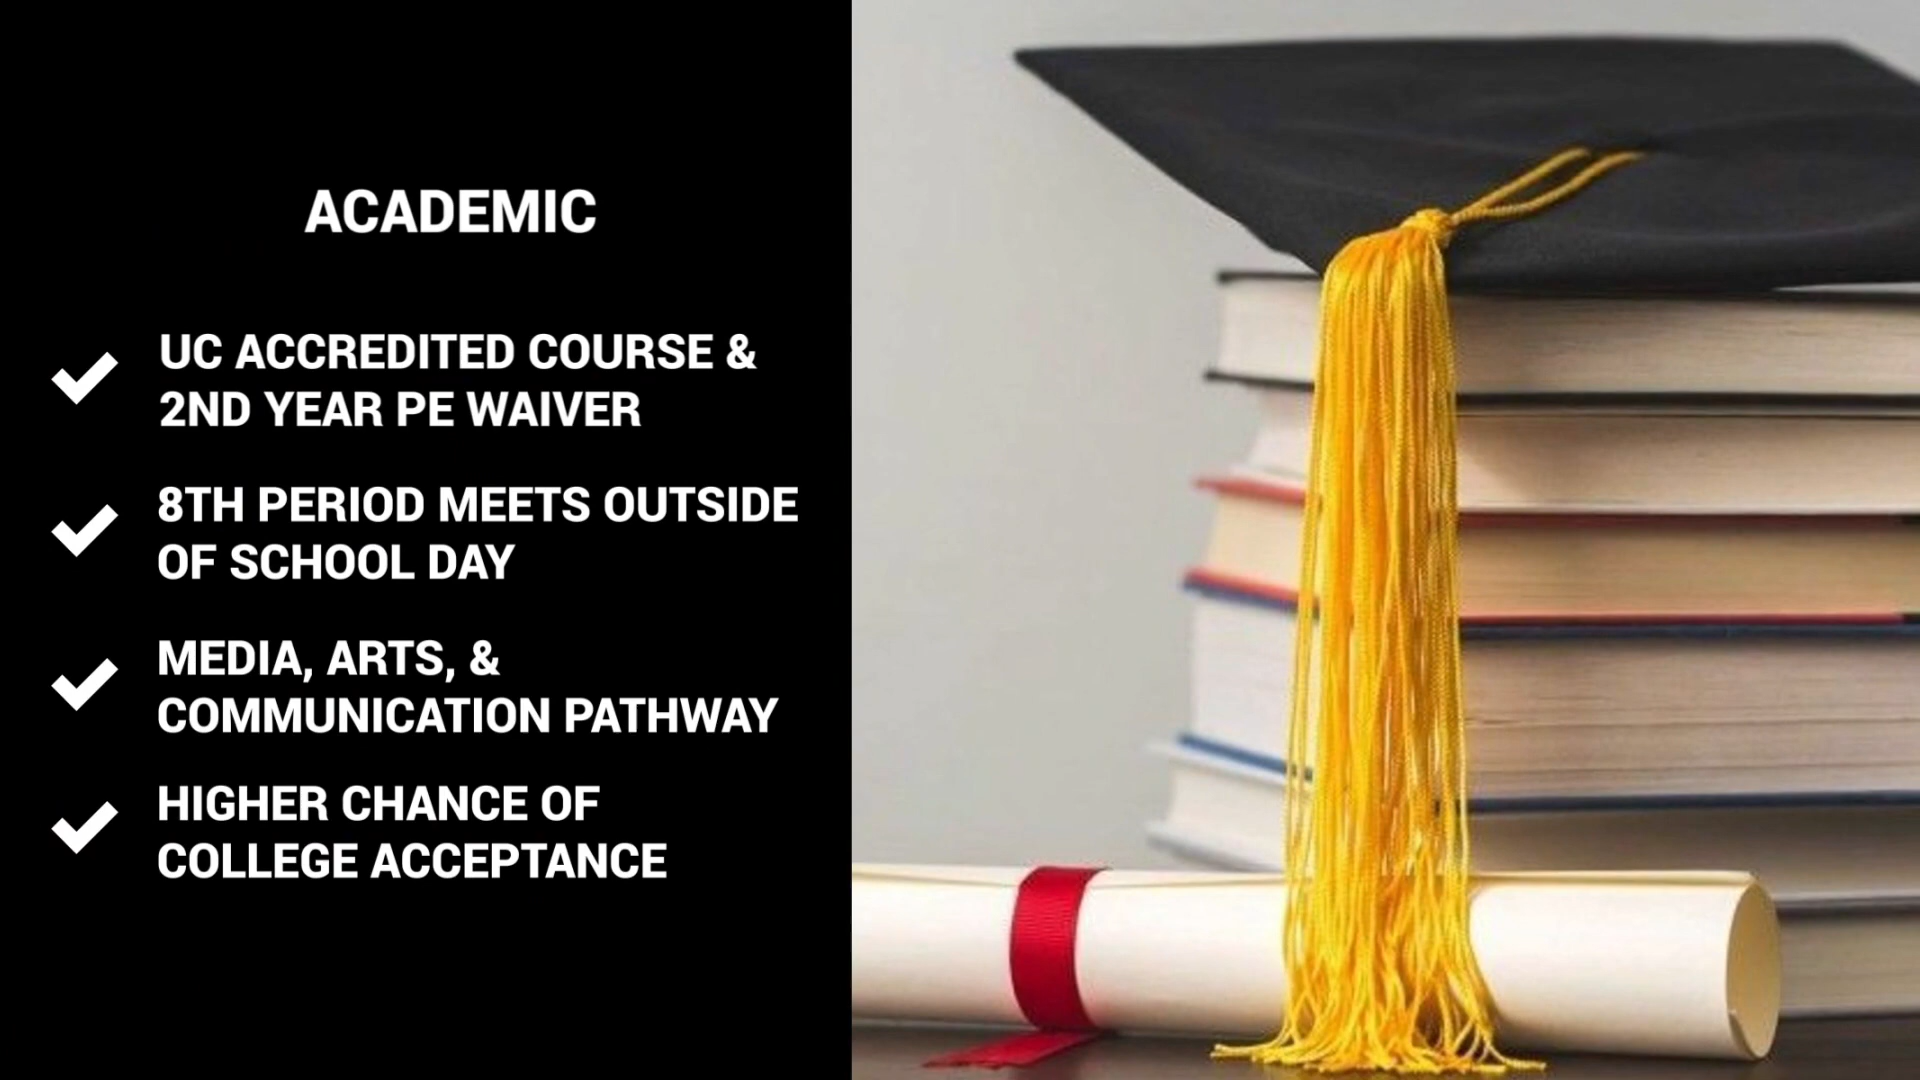 ACADEMIC
UC ACCREDITED COURSE &
2ND YEAR PE WAIVER
8TH PERIOD MEETS OUTSIDE
OF SCHOOL DAY
MEDIA, ARTS, &
COMMUNICATION PATHWAY
HIGHER CHANCE OF
COLLEGE ACCEPTANCE